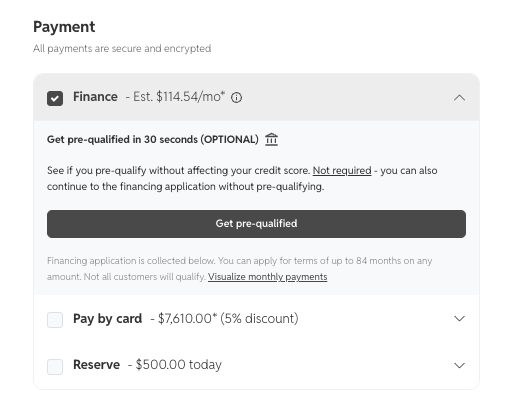 Payment
All payments are secure and encrypted
Finance - Est. $114.54/mo*
Get pre-qualified in 30 seconds (OPTIONAL)
See if you pre-qualify without affecting your credit score. Not required - you can also
continue to the financing application without pre-qualifying.
Get pre-qualified
Financing application is collected below. You can apply for terms of up to 84 months on any
amount. Not all customers will qualify. Visualize monthly payments
Pay by card - $7,610.00* (5% discount)
Reserve - $500.00 today